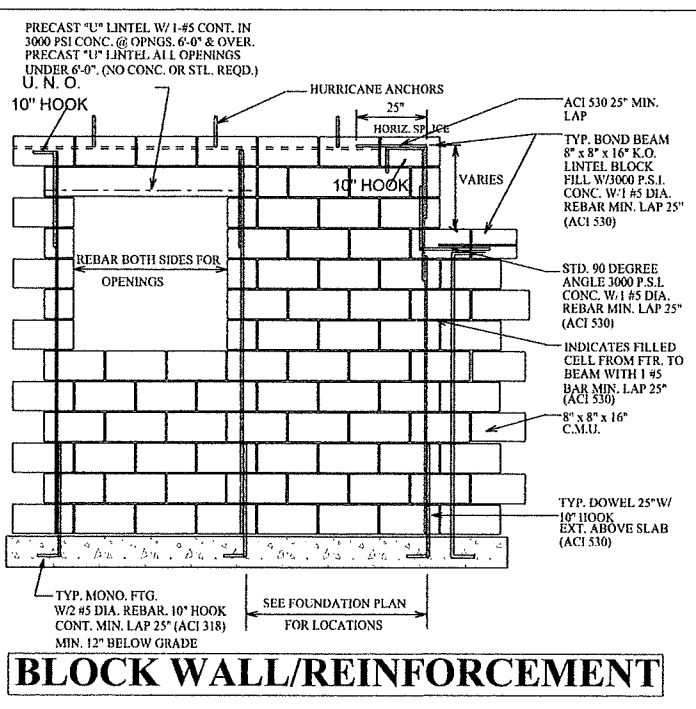 PRECAST "U" LINTEL W/ 1-#5 CONT. IN
3000 PSI CONC. @ OPNGS. 6'-0" & OVER.
PRECAST "U" LINTEL ALL OPENINGS
UNDER 6'-0". (NO CONC. OR STL. REQD.)
U. N. O.
10" HOOK
HURRICANE ANCHORS
25"
HORIZ. SPLICE
ACI 530 25" MIN.
LAP
10" HOOK
VARIES
TYP. BOND BEAM
8" x 8" x 16" K.O.
LINTEL BLOCK
FILL W/3000 P.S.I.
CONC. W/1 #5 DIA.
REBAR MIN. LAP 25"
(ACI 530)
REBAR BOTH SIDES FOR
OPENINGS
STD. 90 DEGREE
ANGLE 3000 P.S.I.
CONC. W/1 #5 DIA.
REBAR MIN. LAP 25"
(ACI 530)
INDICATES FILLED
CELL FROM FTR. TO
BEAM WITH 1 #5
BAR MIN. LAP 25"
(ACI 530)
8" x 8" x 16"
C.M.U.
TYP. DOWEL 25"W/
10" HOOK
EXT. ABOVE SLAB
(ACI 530)
TYP. MONO. FTG.
W/2 #5 DIA. REBAR. 10" HOOK
CONT. MIN. LAP 25" (ACI 318)
MIN. 12" BELOW GRADE
SEE FOUNDATION PLAN
FOR LOCATIONS
BLOCK WALL/REINFORCEMENT